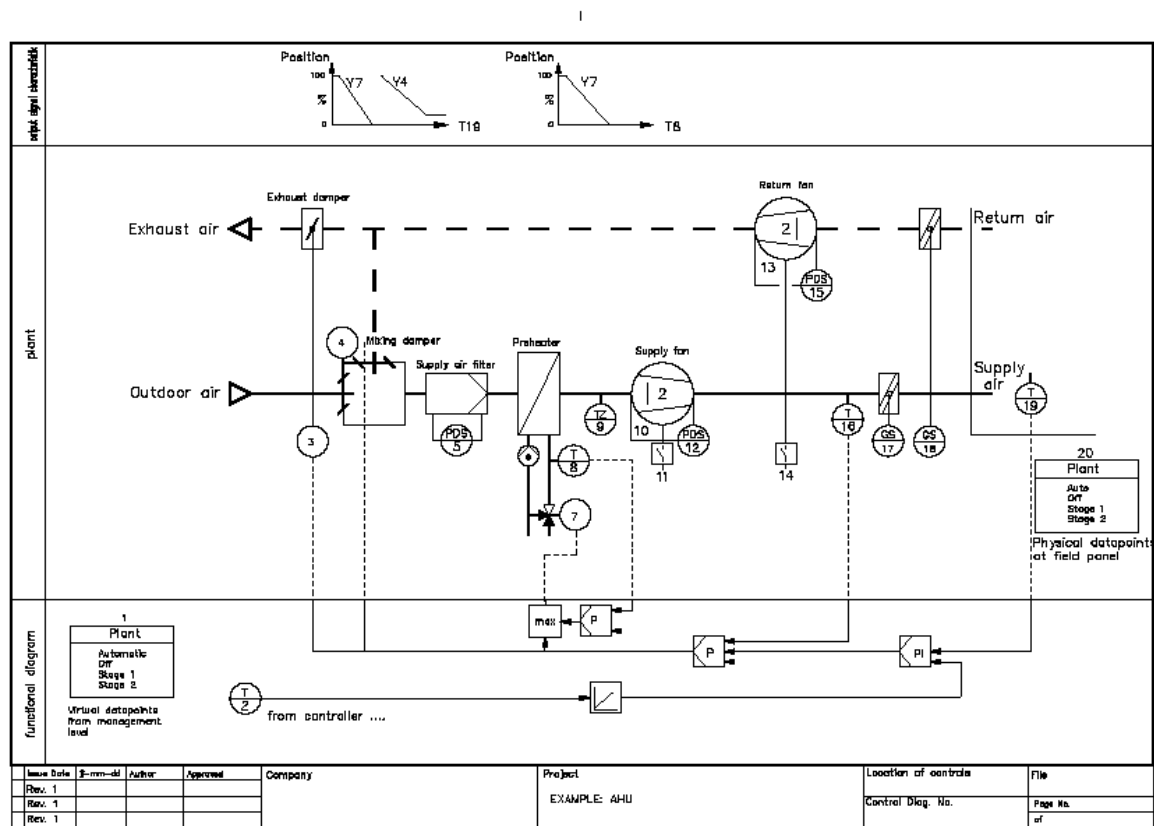 Position
100
%
0
Y7
Y4
T19
Position
100
%
0
Y7
T8
plant
Exhaust damper
Return fan
Exhaust air
Return air
2
13
PDS
15
4
Mixing damper
Supply air filter
Preheater
Supply fan
Outdoor air
Supply
air
2
T
19
PDS
5
TZ
9
10
PDS
12
T
16
GS
17
GS
18
3
T
8
11
14
7
20
Plant
Auto
Off
Stage 1
Stage 2
Physical datapoints
at field panel
functional diagram
1
Plant
Automatic
Off
Stage 1
Stage 2
Virtual datapoints
from management
level
max
P
P
PI
T
2
from controller ....
Issue Date
Author
Approved
Rev. 1
Rev. 1
Rev. 1
Company
Project
EXAMPLE: AHU
Location of controls
Control Diag. No.
File
Page No.
of